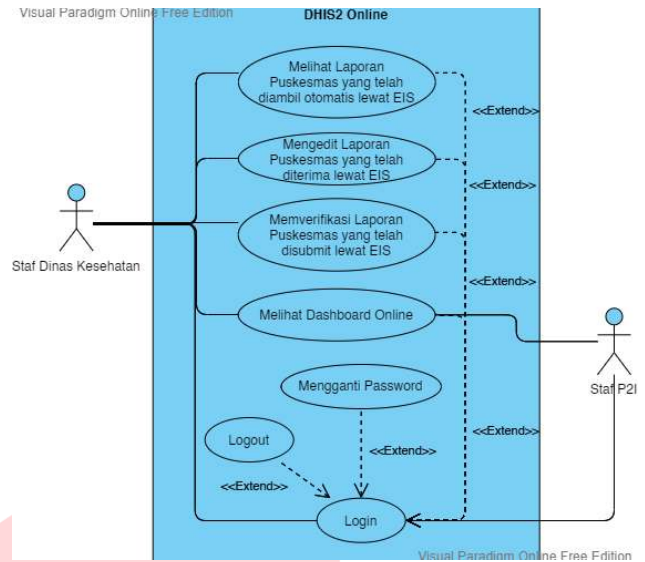 Visual Paradigm Online Free Edition
DHIS2 Online
Melihat Laporan
Puskesmas yang telah
diambil otomatis lewat EIS
<<Extend>>
Mengedit Laporan
Puskesmas yang telah
diterima lewat EIS
<<Extend>>
Memverifikasi Laporan
Puskesmas yang telah
disubmit lewat EIS
Staf Dinas Kesehatan
<<Extend>>
Melihat Dashboard Online
Mengganti Password
Staf P2I
Logout
<<Extend>>
<<Extend>>
<<Extend>>
Login
Visual Paradigm Online Free Edition